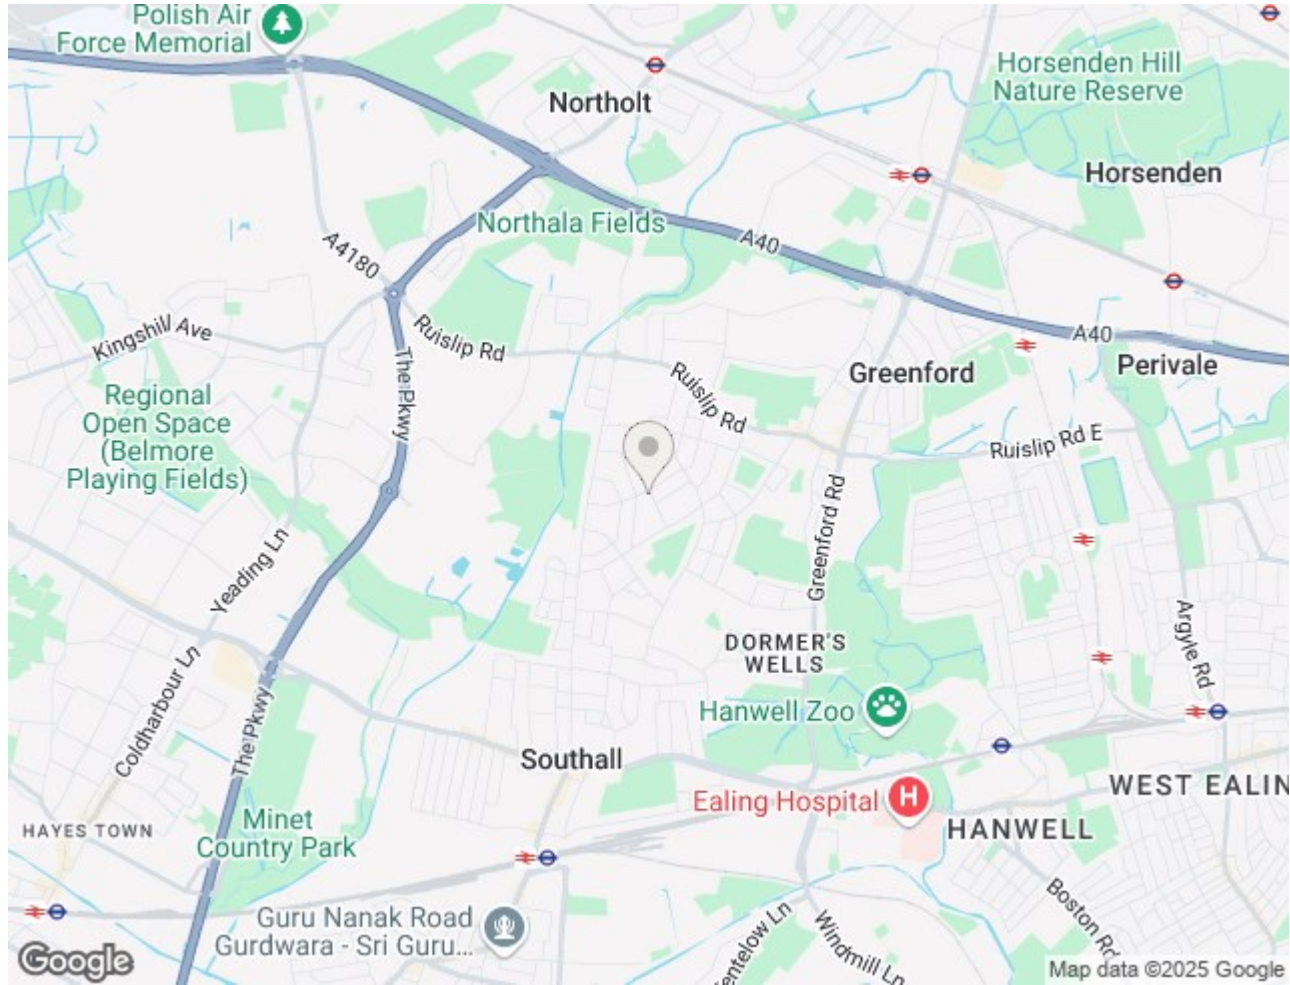 Polish Air
Force Memorial
Northolt
Horsenden Hill
Nature Reserve
Horsenden
Northala Fields
A40
A4180
Kingshill Ave
Ruislip Rd
The Pkwy
Ruislip Rd
Greenford
A40
Perivale
Regional
Open Space
(Belmore
Playing Fields)
Ruislip Rd E
Greenford Rd
Yeading Ln
Argyle Rd
DORMER'S
WELLS
Coldharbour Ln
The Pkwy
Hanwell Zoo
Southall
Ealing Hospital
H
WEST EALIN
HANWELL
HAYES TOWN
Minet
Country Park
Boston Rd
Guru Nanak Road
Gurdwara - Sri Guru...
entelow Ln
Windmill Ln
Google
Map data ©2025 Google